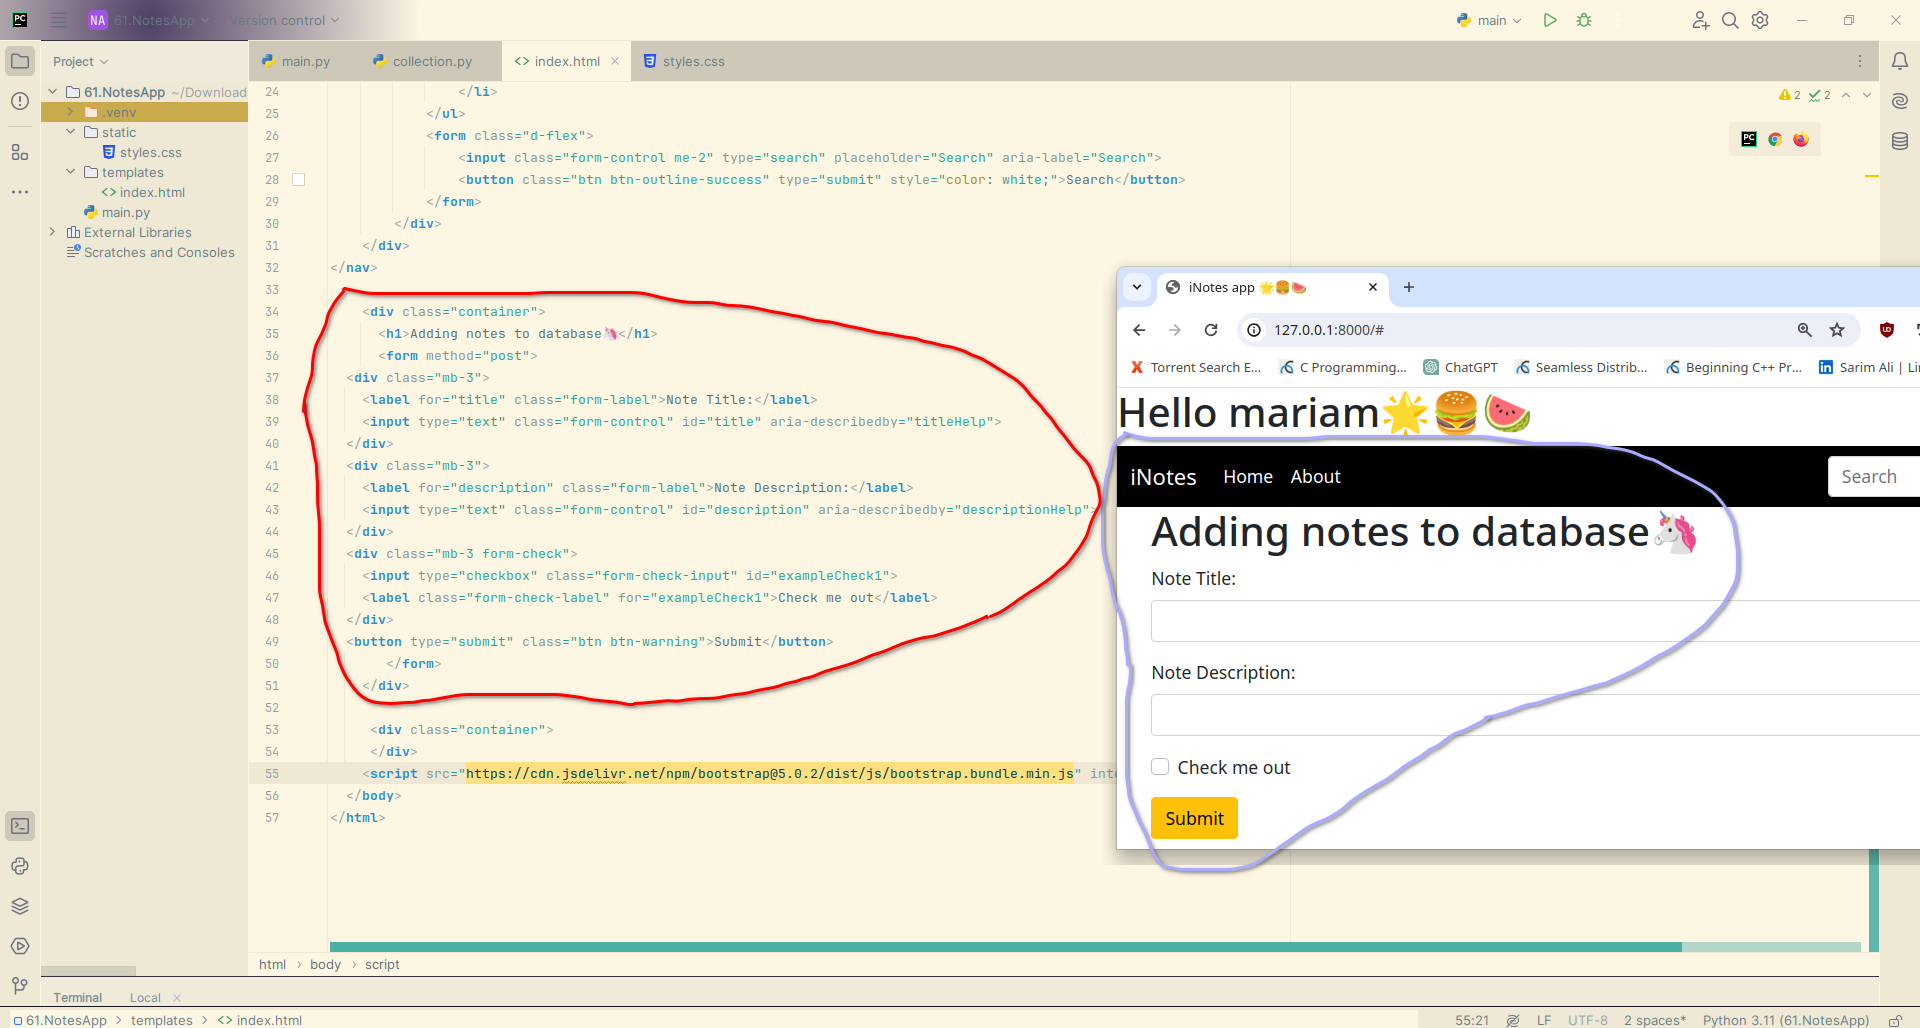 PC NA 61.NotesApp Version control main
Project
main.py collection.py index.html styles.css
61.NotesApp ~/Download
.venv
static
styles.css
templates
index.html
main.py
External Libraries
Scratches and Consoles
2 2
24 </li>
25 </ul>
26 <form class="d-flex">
27 <input class="form-control me-2" type="search" placeholder="Search" aria-label="Search">
28 <button class="btn btn-outline-success" type="submit" style="color: white;">Search</button>
29 </form>
30 </div>
31 </div>
32 </nav>
33
34 <div class="container">
35 <h1>Adding notes to database🦄</h1>
36 <form method="post">
37 <div class="mb-3">
38 <label for="title" class="form-label">Note Title:</label>
39 <input type="text" class="form-control" id="title" aria-describedby="titleHelp">
40 </div>
41 <div class="mb-3">
42 <label for="description" class="form-label">Note Description:</label>
43 <input type="text" class="form-control" id="description" aria-describedby="descriptionHelp">
44 </div>
45 <div class="mb-3 form-check">
46 <input type="checkbox" class="form-check-input" id="exampleCheck1">
47 <label class="form-check-label" for="exampleCheck1">Check me out</label>
48 </div>
49 <button type="submit" class="btn btn-warning">Submit</button>
50 </form>
51 </div>
52
53 <div class="container">
54 </div>
55 <script src="https://cdn.jsdelivr.net/npm/bootstrap@5.0.2/dist/js/bootstrap.bundle.min.js" inte
56 </body>
57 </html>
iNotes app 🌟🍔🍉
127.0.0.1:8000/#
Torrent Search E... C Programming... ChatGPT Seamless Distrib... Beginning C++ Pr... Sarim Ali | Li
Hello mariam🌟🍔🍉
iNotes Home About Search
Adding notes to database🦄
Note Title:
Note Description:
Check me out
Submit
html › body › script
Terminal Local
61.NotesApp > templates > index.html 55:21 LF UTF-8 2 spaces* Python 3.11 (61.NotesApp)